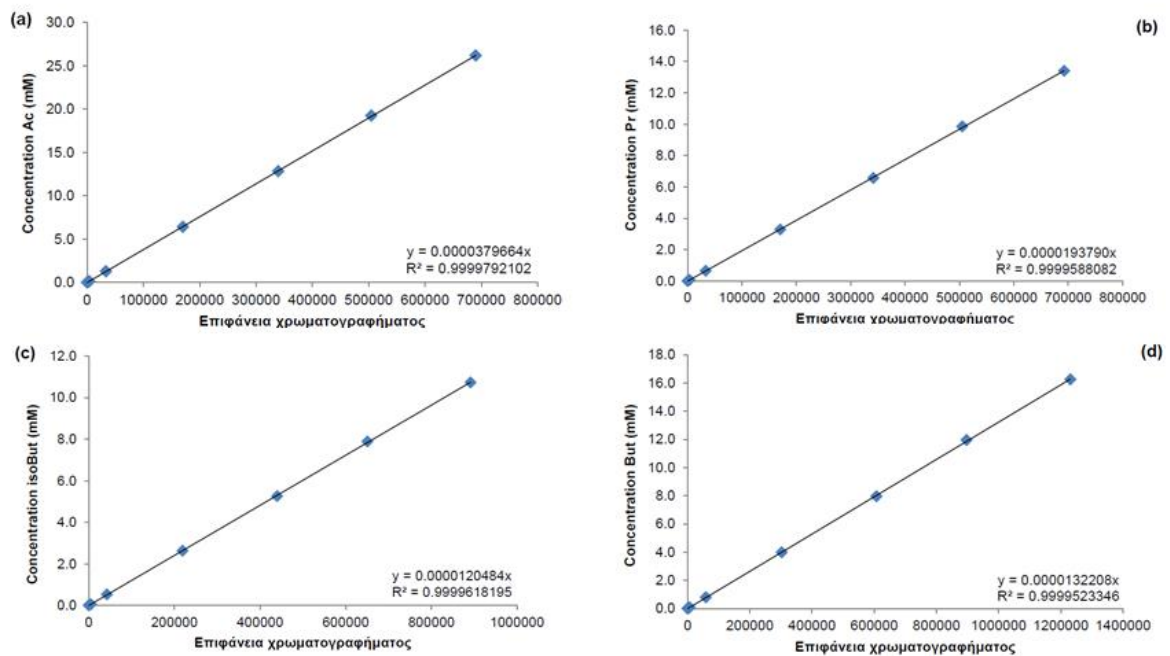 (a)
30.0
25.0
20.0
15.0
10.0
5.0
0.0
Concentration Ac (mM)
y = 0.0000379664x
R² = 0.9999792102
0 100000 200000 300000 400000 500000 600000 700000 800000
Επιφάνεια χρωματογραφήματος
(b)
16.0
14.0
12.0
10.0
8.0
6.0
4.0
2.0
0.0
Concentration Pr (mM)
y = 0.0000193790x
R² = 0.9999588082
0 100000 200000 300000 400000 500000 600000 700000 800000
Επιφάνεια χρωματογραφήματος
(c)
12.0
10.0
8.0
6.0
4.0
2.0
0.0
Concentration isoBut (mM)
y = 0.0000120484x
R² = 0.9999618195
0 200000 400000 600000 800000 1000000
Επιφάνεια χρωματογραφήματος
(d)
18.0
16.0
14.0
12.0
10.0
8.0
6.0
4.0
2.0
0.0
Concentration But (mM)
y = 0.0000132208x
R² = 0.9999523346
0 200000 400000 600000 800000 1000000 1200000 1400000
Επιφάνεια χρωματογραφήματος